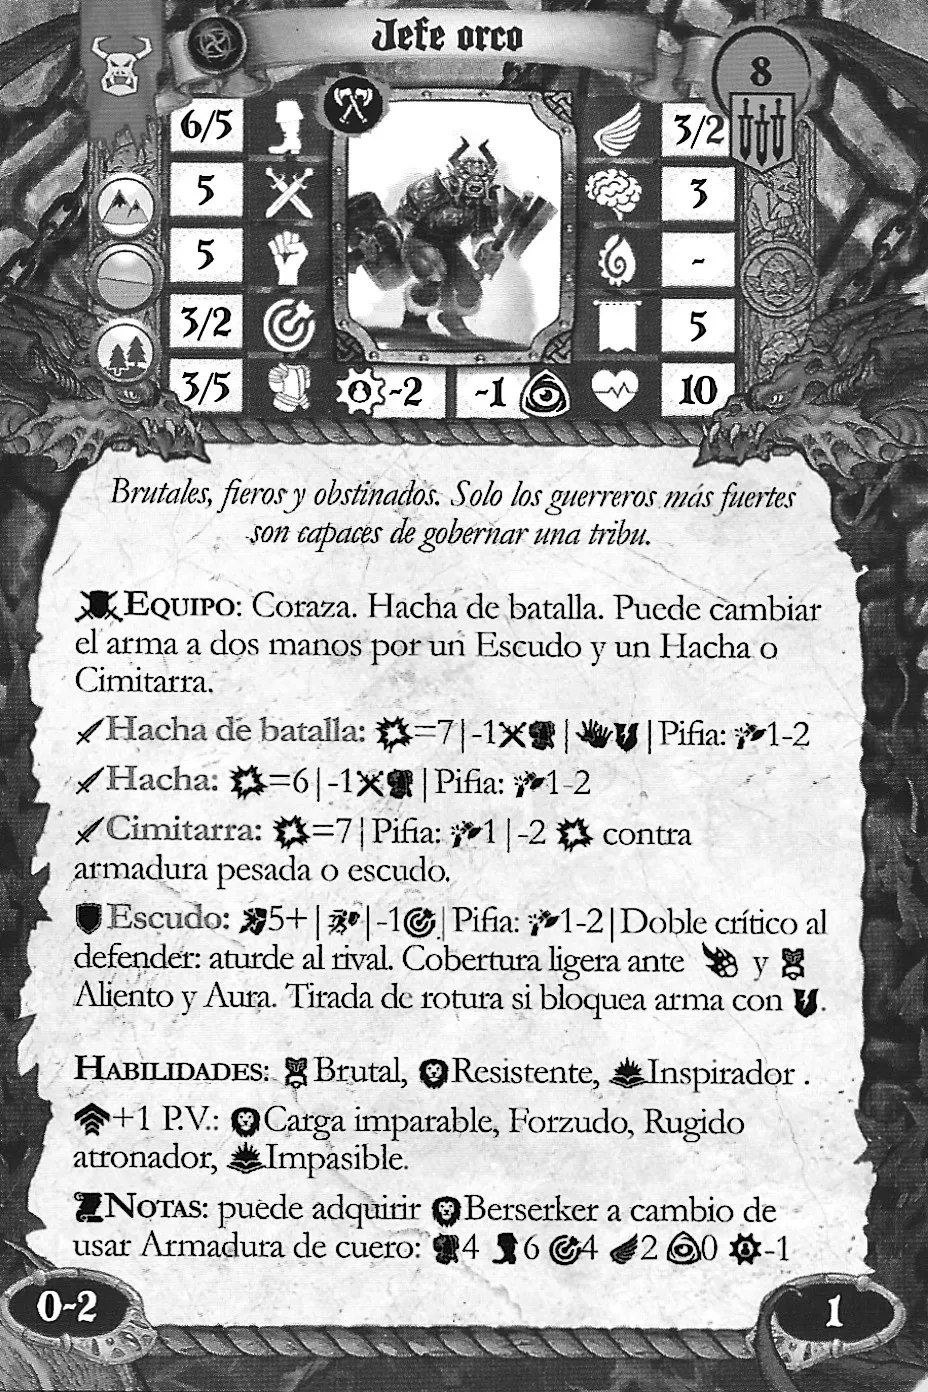 Jefe orco
8
6/5
3/2
5
3
5
-
3/2
5
3/5
-2
-1
10
Brutales, fieros y obstinados. Solo los guerreros más fuertes
son capaces de gobernar una tribu.
EQUIPO: Coraza. Hacha de batalla. Puede cambiar
el arma a dos manos por un Escudo y un Hacha o
Cimitarra.
Hacha de batalla: =7|-1 | | Pifia: 1-2
Hacha: =6|-1 | Pifia: 1-2
Cimitarra: =7|Pifia: 1|-2 contra
armadura pesada o escudo.
Escudo: 5+| |-1 | Pifia: 1-2|Doble crítico al
defender: aturde al rival. Cobertura ligera ante y
Aliento y Aura. Tirada de rotura si bloquea arma con .
HABILIDADES: Brutal, Resistente, Inspirador .
+1 P.V.: Carga imparable, Forzudo, Rugido
atronador, Impasible.
NOTAS: puede adquirir Berserker a cambio de
usar Armadura de cuero: 4 6 4 2 0 -1
0-2
1